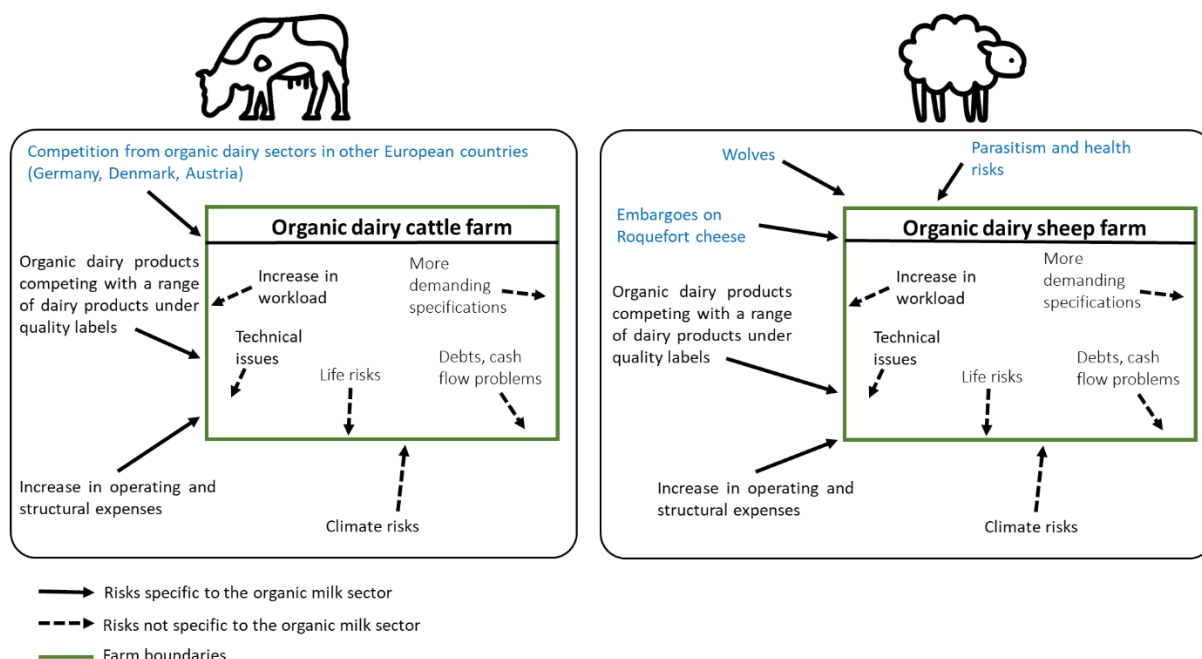 Competition from organic dairy sectors in other European countries
(Germany, Denmark, Austria)
Organic dairy cattle farm
Organic dairy products
competing with a range
of dairy products under
quality labels
Increase in
workload
More
demanding
specifications
Technical
issues
Life risks
Debts, cash
flow problems
Increase in operating and
structural expenses
Climate risks
Wolves
Parasitism and health
risks
Embargoes on
Roquefort cheese
Organic dairy sheep farm
Organic dairy products
competing with a range
of dairy products under
quality labels
Increase in
workload
More
demanding
specifications
Technical
issues
Life risks
Debts, cash
flow problems
Increase in operating and
structural expenses
Climate risks
Risks specific to the organic milk sector
Risks not specific to the organic milk sector
Farm boundaries